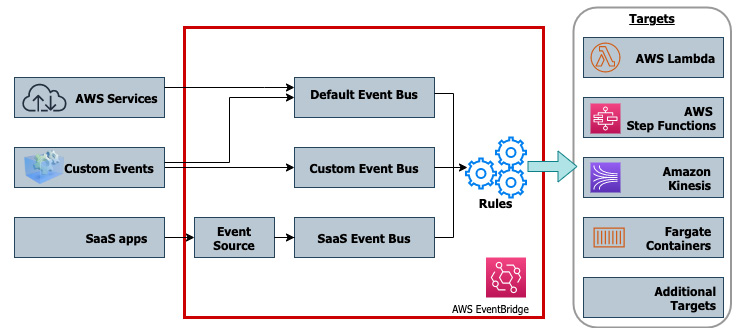 Targets
AWS Lambda
AWS Services
Default Event Bus
AWS
Step Functions
Custom Events
Custom Event Bus
Rules
Amazon
Kinesis
SaaS apps
Event
Source
SaaS Event Bus
Fargate
Containers
AWS EventBridge
Additional
Targets